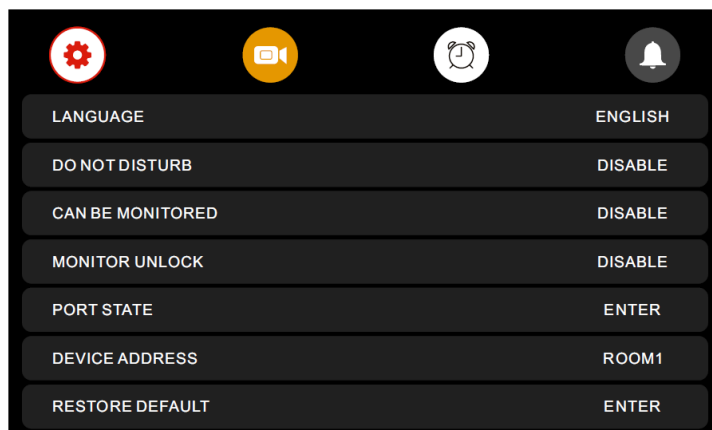 LANGUAGE ENGLISH
DO NOT DISTURB DISABLE
CAN BE MONITORED DISABLE
MONITOR UNLOCK DISABLE
PORT STATE ENTER
DEVICE ADDRESS ROOM1
RESTORE DEFAULT ENTER